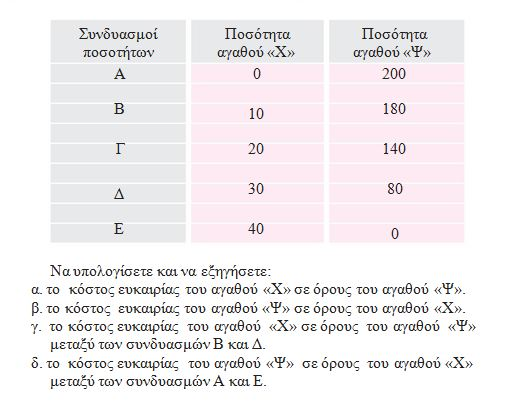 Συνδυασμοί ποσοτήτων Ποσότητα αγαθού «Χ» Ποσότητα αγαθού «Ψ»
Α 0 200
Β 10 180
Γ 20 140
Δ 30 80
Ε 40 0
Να υπολογίσετε και να εξηγήσετε:
α. το κόστος ευκαιρίας του αγαθού «Χ» σε όρους του αγαθού «Ψ».
β. το κόστος ευκαιρίας του αγαθού «Ψ» σε όρους του αγαθού «Χ».
γ. το κόστος ευκαιρίας του αγαθού «Χ» σε όρους του αγαθού «Ψ»
μεταξύ των συνδυασμών Β και Δ.
δ. το κόστος ευκαιρίας του αγαθού «Ψ» σε όρους του αγαθού «Χ»
μεταξύ των συνδυασμών Α και Ε.